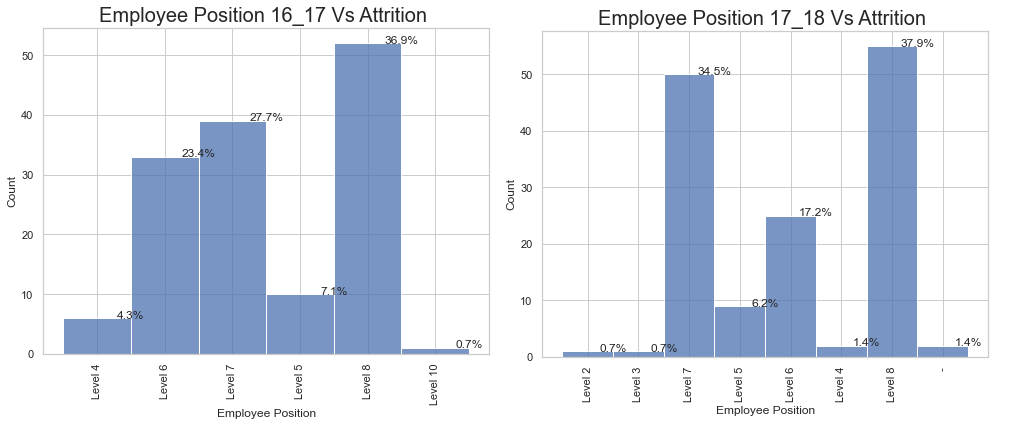 Employee Position 16_17 Vs Attrition
36.9%
50
40
27.7%
23.4%
30
Count
20
10
7.1%
4.3%
0.7%
0
Level 4
Level 6
Level 7
Level 5
Level 8
Level 10
Employee Position
Employee Position 17_18 Vs Attrition
37.9%
34.5%
50
40
30
Count
17.2%
20
10
6.2%
0.7%
0.7%
1.4%
1.4%
0
Level 2
Level 3
Level 7
Level 5
Level 6
Level 4
Level 8
-
Employee Position